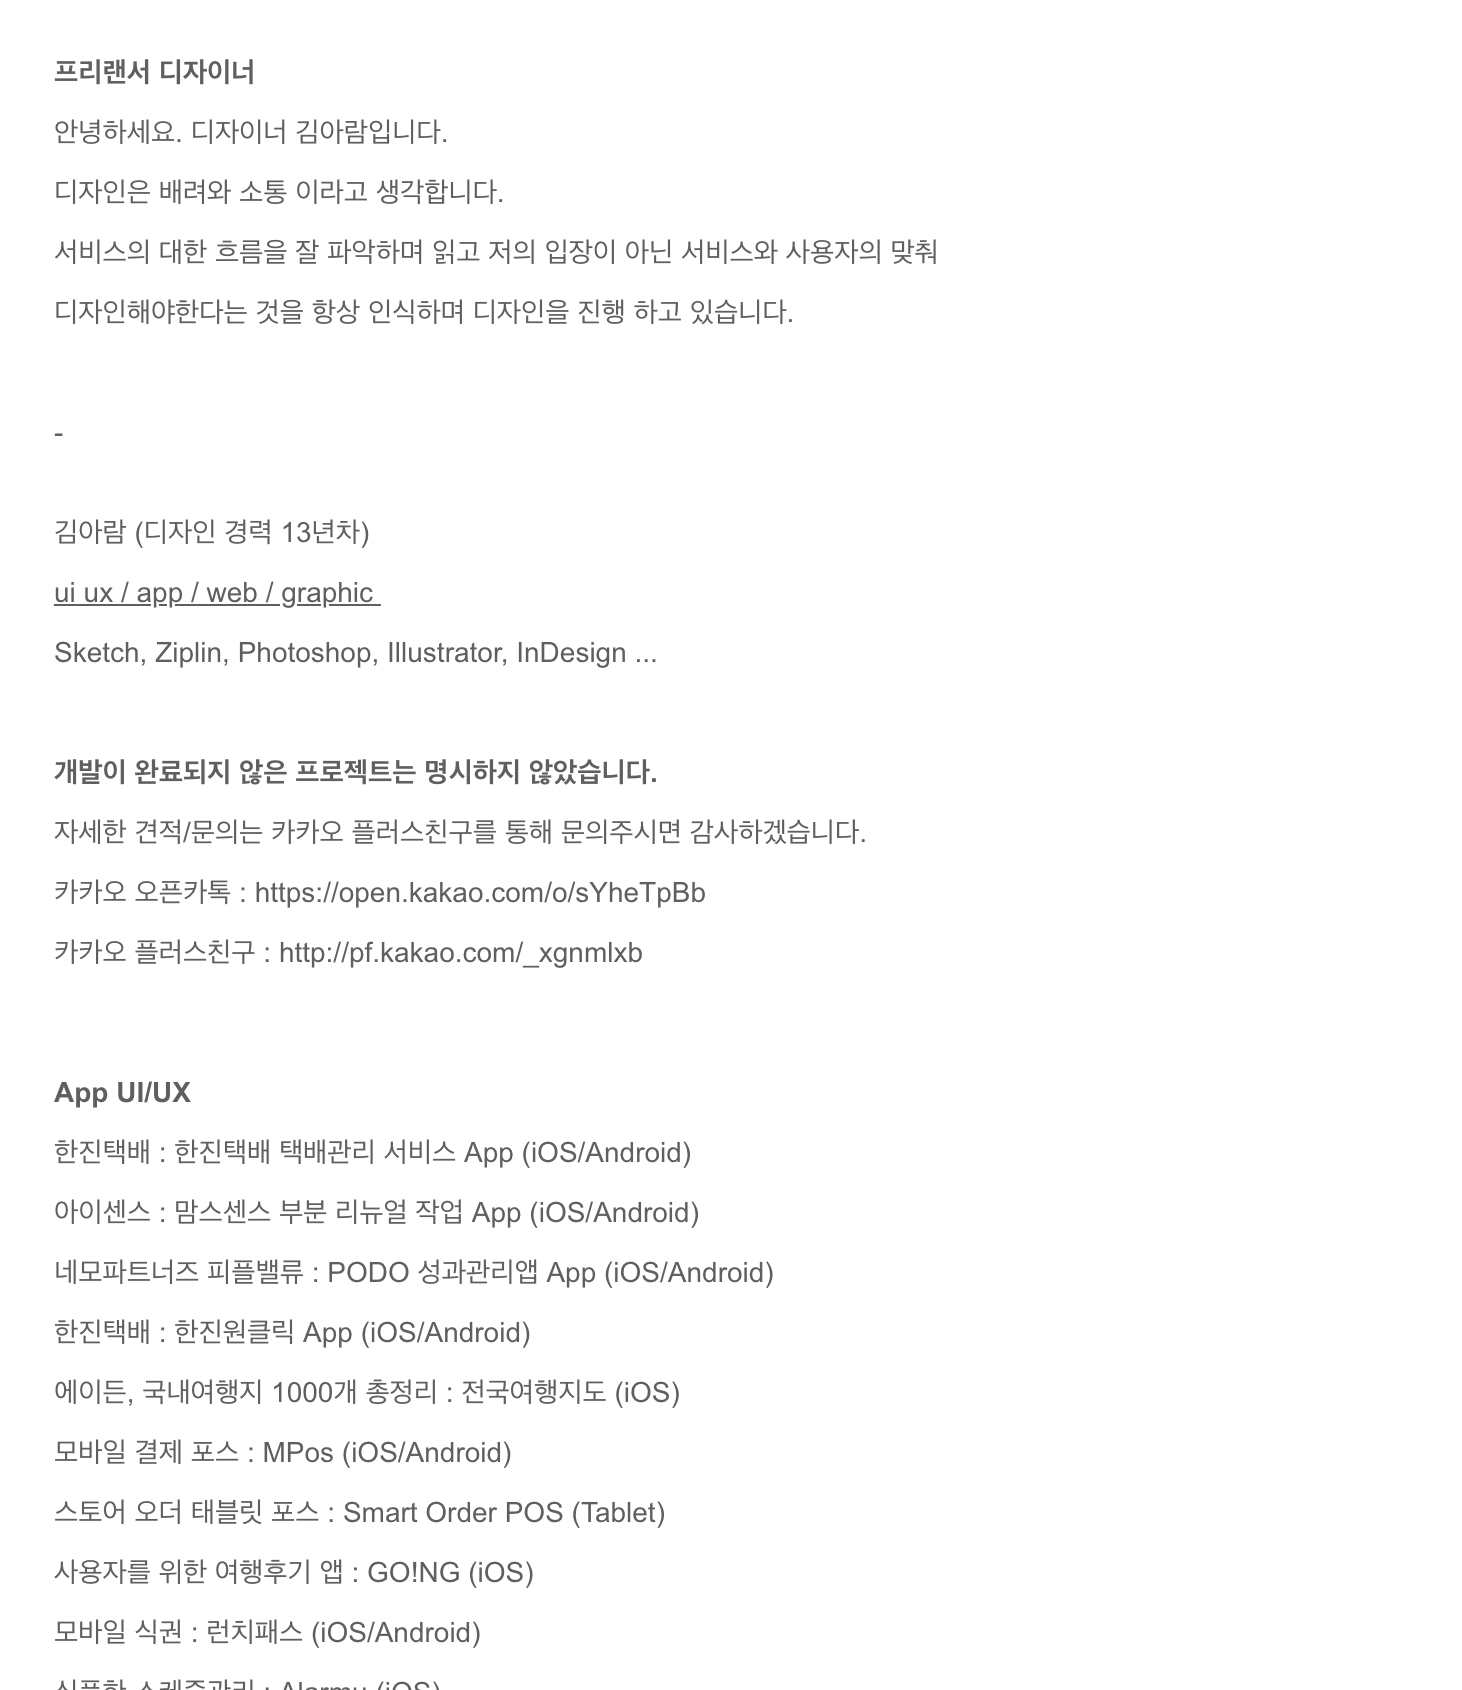 프리랜서 디자이너
안녕하세요. 디자이너 김아람입니다.
디자인은 배려와 소통 이라고 생각합니다.
서비스의 대한 흐름을 잘 파악하며 읽고 저의 입장이 아닌 서비스와 사용자의 맞춰
디자인해야한다는 것을 항상 인식하며 디자인을 진행 하고 있습니다.
-
김아람 (디자인 경력 13년차)
ui ux / app / web / graphic
Sketch, Ziplin, Photoshop, Illustrator, InDesign ...
개발이 완료되지 않은 프로젝트는 명시하지 않았습니다.
자세한 견적/문의는 카카오 플러스친구를 통해 문의주시면 감사하겠습니다.
카카오 오픈카톡 : https://open.kakao.com/o/sYheTpBb
카카오 플러스친구 : http://pf.kakao.com/_xgnmlxb
App UI/UX
한진택배 : 한진택배 택배관리 서비스 App (iOS/Android)
아이센스 : 맘스센스 부분 리뉴얼 작업 App (iOS/Android)
네모파트너즈 피플밸류 : PODO 성과관리앱 App (iOS/Android)
한진택배 : 한진원클릭 App (iOS/Android)
에이든, 국내여행지 1000개 총정리 : 전국여행지도 (iOS)
모바일 결제 포스 : MPos (iOS/Android)
스토어 오더 태블릿 포스 : Smart Order POS (Tablet)
사용자를 위한 여행후기 앱 : GO!NG (iOS)
모바일 식권 : 런치패스 (iOS/Android)